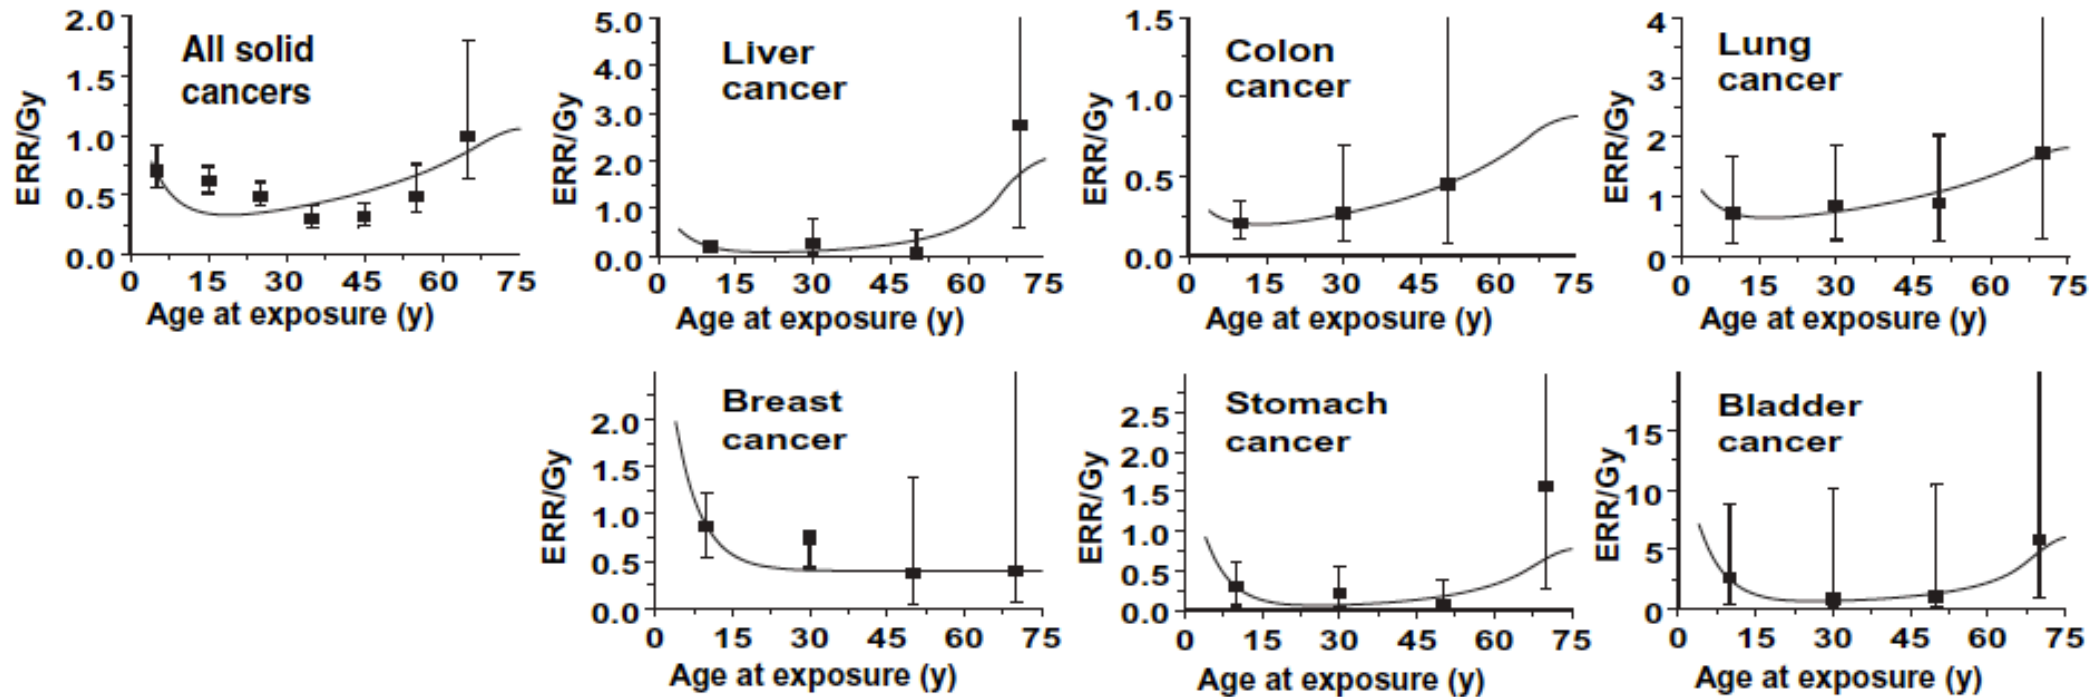 All solid
cancers
ERR/Gy
2.0
1.5
1.0
0.5
0.0
0 15 30 45 60 75
Age at exposure (y)
Liver
cancer
ERR/Gy
5.0
4.0
3.0
2.0
1.0
0.0
0 15 30 45 60 75
Age at exposure (y)
Colon
cancer
ERR/Gy
1.5
1.0
0.5
0.0
0 15 30 45 60 75
Age at exposure (y)
Lung
cancer
ERR/Gy
4
3
2
1
0
0 15 30 45 60 75
Age at exposure (y)
Breast
cancer
ERR/Gy
2.0
1.5
1.0
0.5
0.0
0 15 30 45 60 75
Age at exposure (y)
Stomach
cancer
ERR/Gy
2.5
2.0
1.5
1.0
0.5
0.0
0 15 30 45 60 75
Age at exposure (y)
Bladder
cancer
ERR/Gy
15
10
5
0
0 15 30 45 60 75
Age at exposure (y)